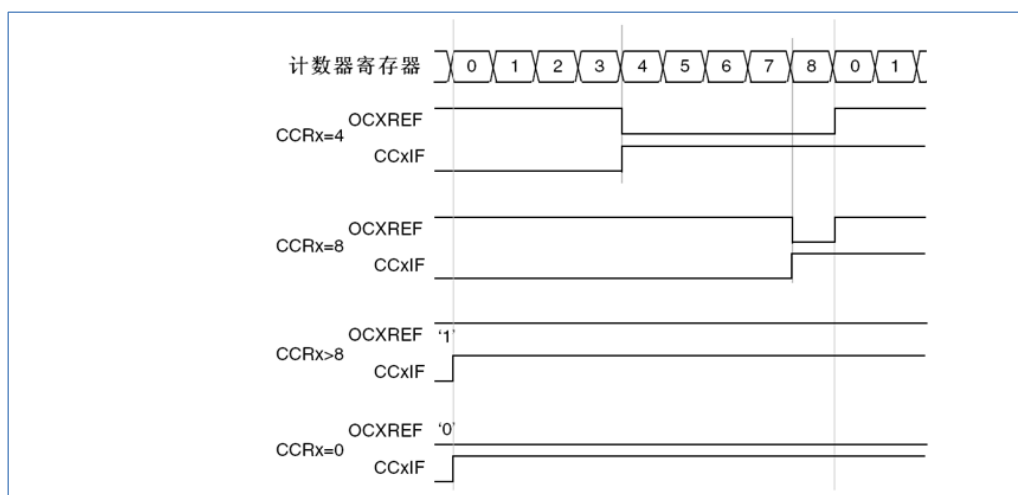 计数器寄存器 0 1 2 3 4 5 6 7 8 0 1
OCXREF
CCRx=4
CCxIF
OCXREF
CCRx=8
CCxIF
OCXREF ‘1’
CCRx>8
CCxIF
OCXREF ‘0’
CCRx=0
CCxIF